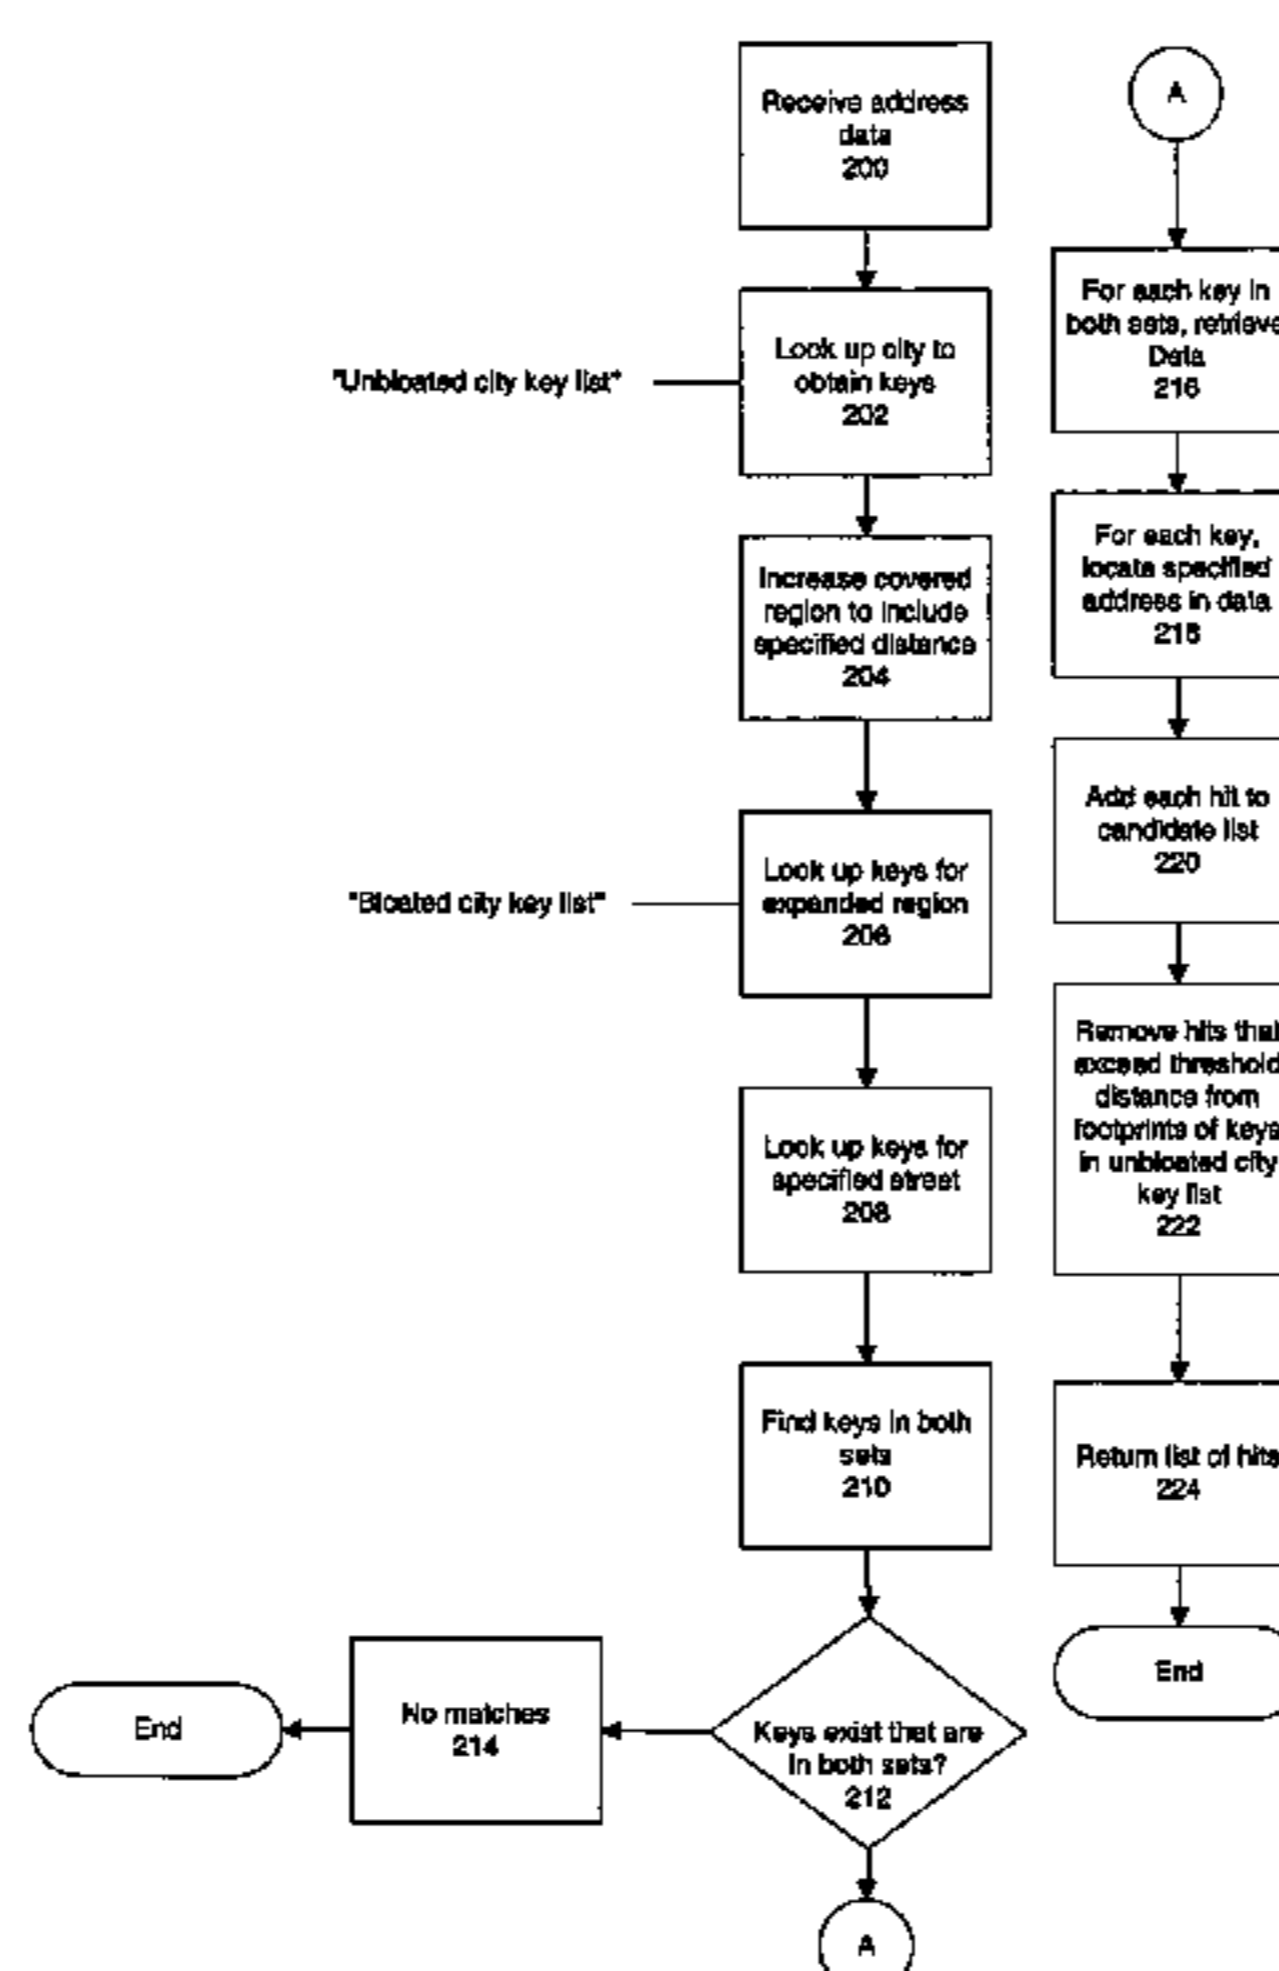 Receive address
data
200
"Unbloated city key list"
Look up city to
obtain keys
202
Increase covered
region to include
specified distance
204
"Bloated city key list"
Look up keys for
expanded region
206
Look up keys for
specified street
208
Find keys in both
sets
210
Keys exist that are
in both sets?
212
No matches
214
End
A
A
For each key in
both sets, retrieve
Data
216
For each key,
locate specified
address in data
218
Add each hit to
candidate list
220
Remove hits that
exceed threshold
distance from
footprints of keys
in unbloated city
key list
222
Return list of hits
224
End